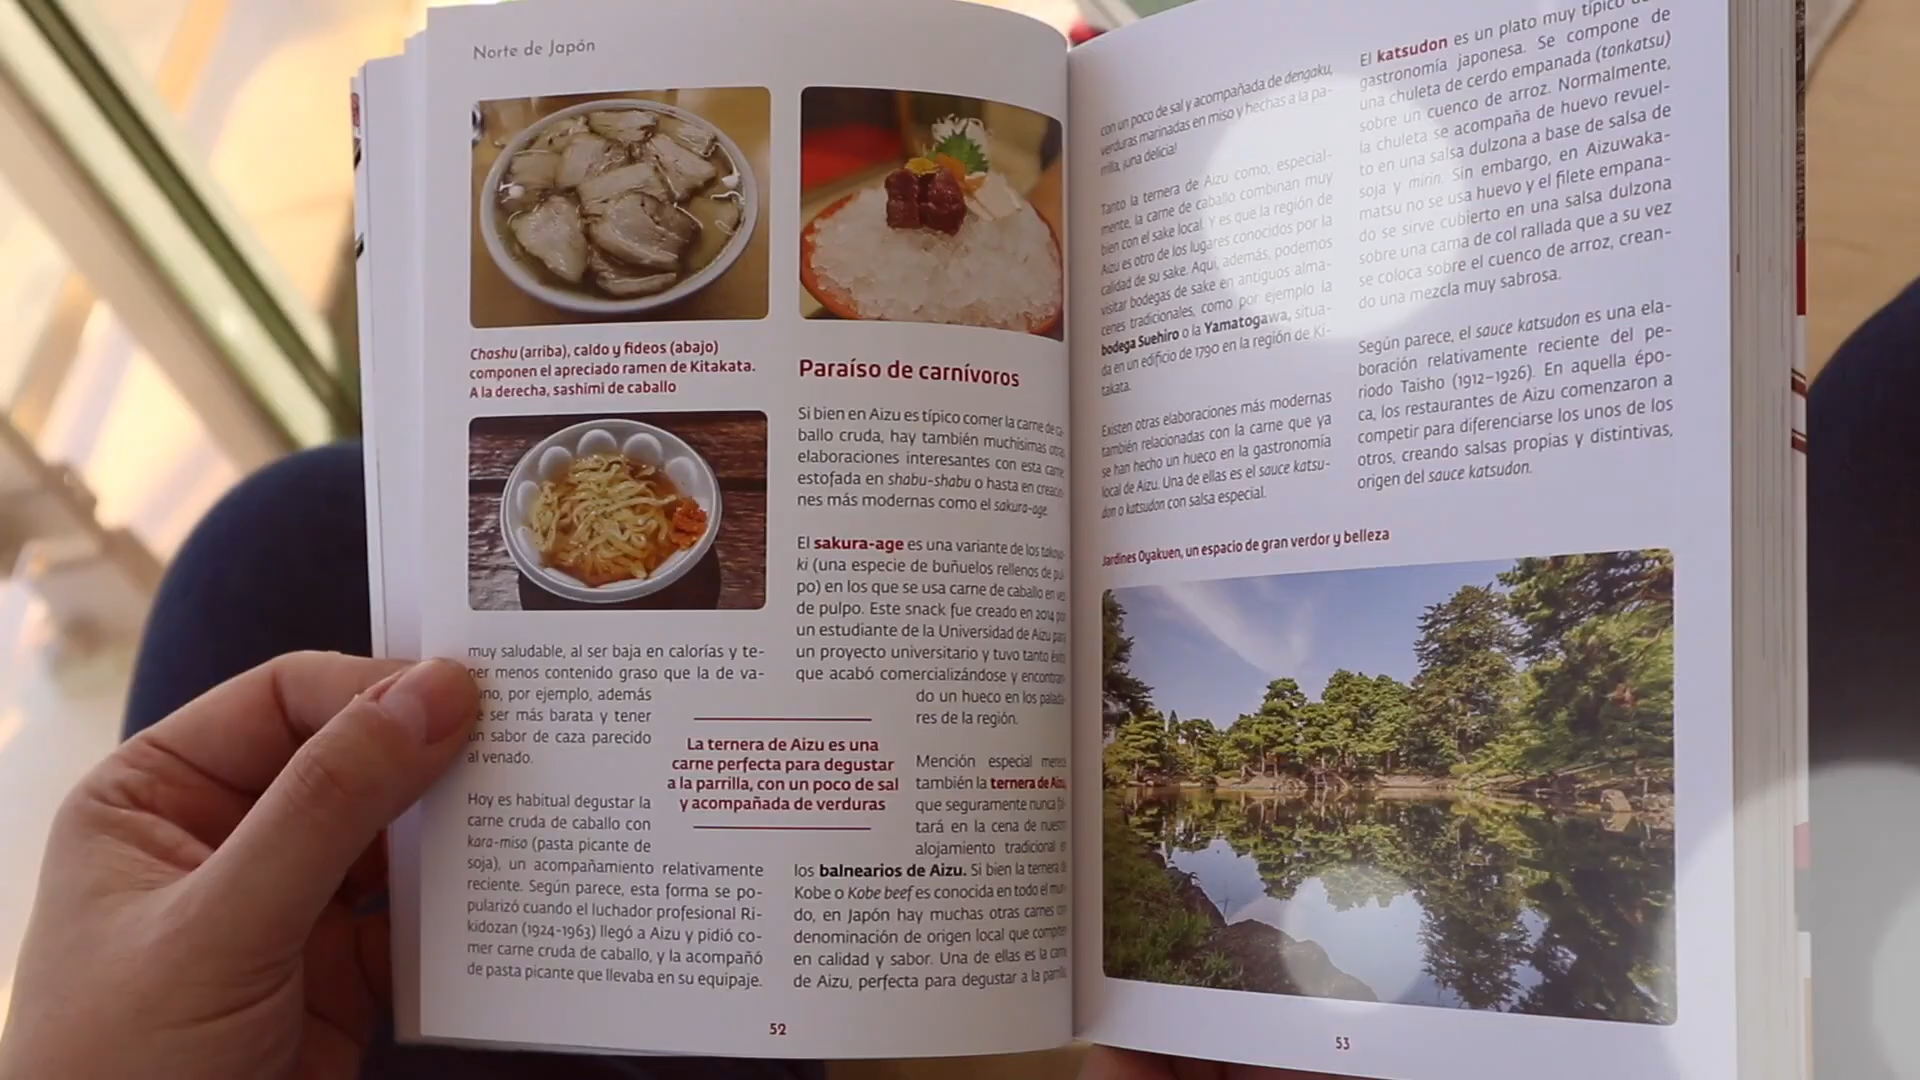 Norte de Japón
Chashu (arriba), caldo y fideos (abajo)
componen el apreciado ramen de Kitakata.
A la derecha, sashimi de caballo
muy saludable, al ser baja en calorías y te-
ner menos contenido graso que la de va-
uno, por ejemplo, además
ser más barata y tener
un sabor de caza parecido
al venado.
Hoy es habitual degustar la
carne cruda de caballo con
kara-miso (pasta picante de
soja), un acompañamiento relativamente
reciente. Según parece, esta forma se po-
pularizó cuando el luchador profesional Ri-
kidozan (1924-1963) llegó a Aizu y pidió co-
mer carne cruda de caballo, y la acompañó
de pasta picante que llevaba en su equipaje.
La ternera de Aizu es una
carne perfecta para degustar
a la parrilla, con un poco de sal
y acompañada de verduras
Paraíso de carnívoros
Si bien en Aizu es típico comer la carne de ca-
ballo cruda, hay también muchísimas otras
elaboraciones interesantes con esta carne
estofada en shabu-shabu o hasta en creacio-
nes más modernas como el sakura-age.
El sakura-age es una variante de los takoya-
ki (una especie de buñuelos rellenos de pul-
po) en los que se usa carne de caballo en vez
de pulpo. Este snack fue creado en 2014 por
un estudiante de la Universidad de Aizu para
un proyecto universitario y tuvo tanto éxito
que acabó comercializándose y encontran-
do un hueco en los palada-
res de la región.
Mención especial merece
también la ternera de Aizu,
que seguramente nunca fal-
tará en la cena de nuestro
alojamiento tradicional en
los balnearios de Aizu. Si bien la ternera de
Kobe o Kobe beef es conocida en todo el mun-
do, en Japón hay muchas otras carnes con
denominación de origen local que compiten
en calidad y sabor. Una de ellas es la carne
de Aizu, perfecta para degustar a la parrilla,
52
con un poco de sal y acompañada de dengaku,
verduras marinadas en miso y hechas a la pa-
rrilla, ¡una delicia!
Tanto la ternera de Aizu como, especial-
mente, la carne de caballo combinan muy
bien con el sake local. Y es que la región de
Aizu es otro de los lugares conocidos por la
calidad de su sake. Aquí, además, podemos
visitar bodegas de sake en antiguos alma-
cenes tradicionales, como por ejemplo la
bodega Suehiro o la Yamatogawa, situa-
da en un edificio de 1790 en la región de Ki-
takata.
Existen otras elaboraciones más modernas
también relacionadas con la carne que ya
se han hecho un hueco en la gastronomía
local de Aizu. Una de ellas es el sauce katsu-
don o katsudon con salsa especial.
El katsudon es un plato muy típico
gastronomía japonesa. Se compone de
una chuleta de cerdo empanada (tonkatsu)
sobre un cuenco de arroz. Normalmente,
la chuleta se acompaña de huevo revuel-
to en una salsa dulzona a base de salsa de
soja y mirin. Sin embargo, en Aizuwaka-
matsu no se usa huevo y el filete empana-
do se sirve cubierto en una salsa dulzona
sobre una cama de col rallada que a su vez
se coloca sobre el cuenco de arroz, crean-
do una mezcla muy sabrosa.
Según parece, el sauce katsudon es una ela-
boración relativamente reciente del pe-
riodo Taisho (1912–1926). En aquella épo-
ca, los restaurantes de Aizu comenzaron a
competir para diferenciarse los unos de los
otros, creando salsas propias y distintivas,
origen del sauce katsudon.
Jardines Oyakuen, un espacio de gran verdor y belleza
53